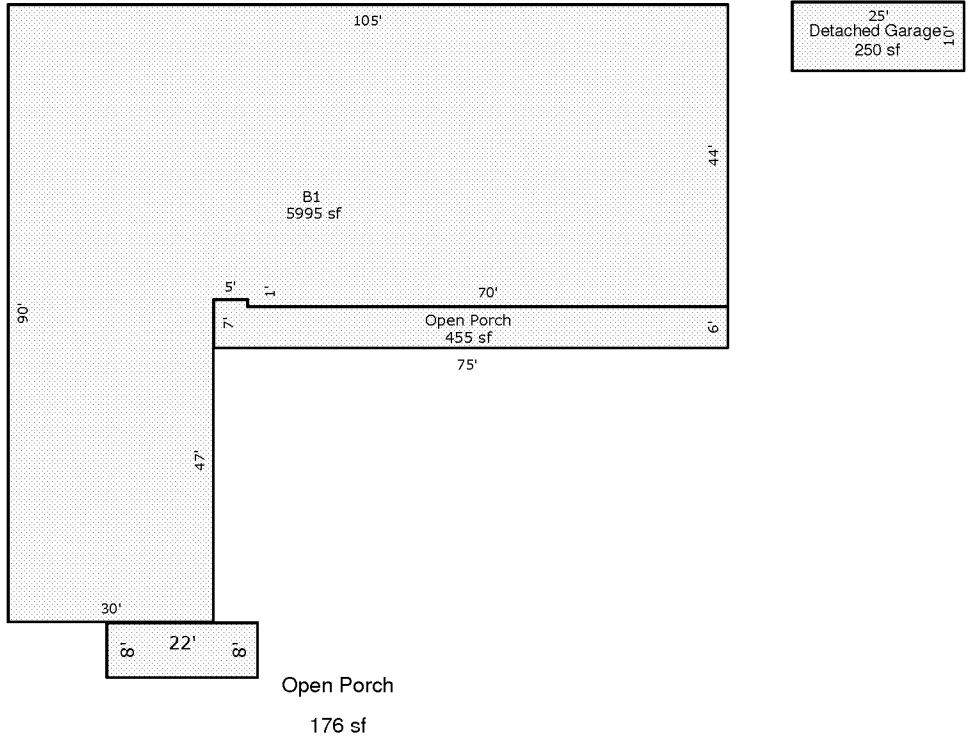 105'
25'
Detached Garage
10'
250 sf
44'
B1
5995 sf
90'
5'
1'
70'
7'
Open Porch
455 sf
6'
75'
47'
30'
8'
22'
8'
Open Porch
176 sf